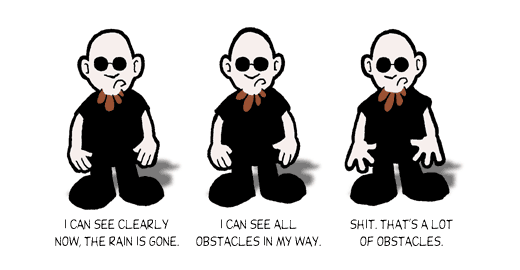 I CAN SEE CLEARLY
NOW, THE RAIN IS GONE.
I CAN SEE ALL
OBSTACLES IN MY WAY.
SHIT. THAT'S A LOT
OF OBSTACLES.